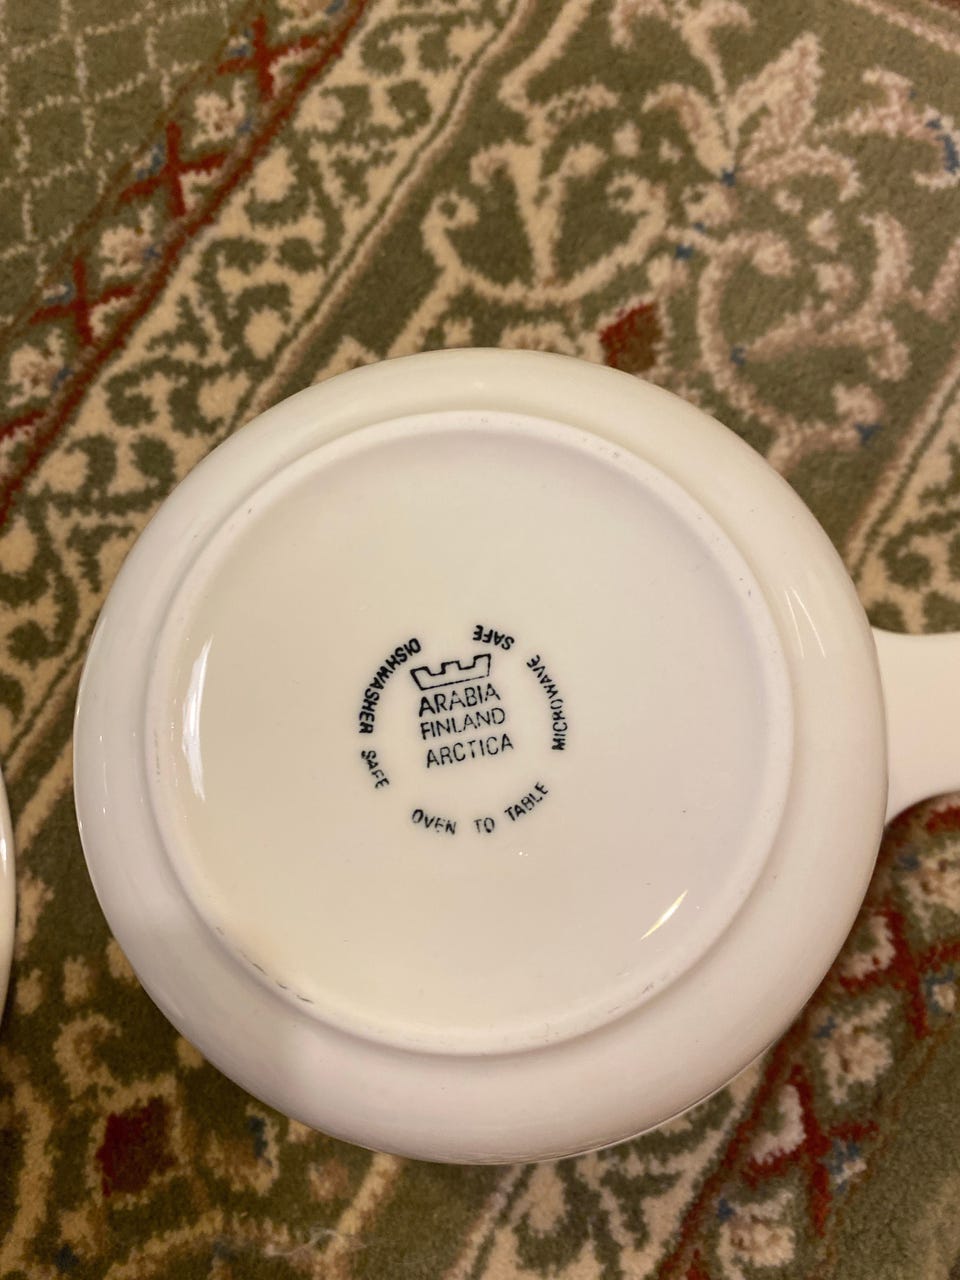 ARABIA
FINLAND
ARCTICA
DISHWASHER SAFE
MICROWAVE SAFE
OVEN TO TABLE